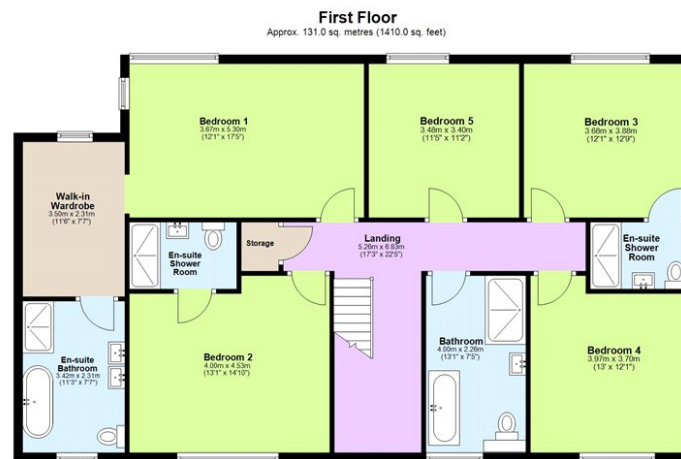 First Floor
Approx. 131.0 sq. metres (1410.0 sq. feet)
Bedroom 1
3.67m x 5.30m
(12'1" x 17'5")
Bedroom 5
3.48m x 3.40m
(11'5" x 11'2")
Bedroom 3
3.68m x 3.88m
(12'1" x 12'9")
Walk-in
Wardrobe
3.50m x 2.31m
(11'6" x 7'7")
En-suite
Shower
Room
Storage
Landing
5.26m x 6.83m
(17'3" x 22'5")
En-suite
Shower
Room
En-suite
Bathroom
3.42m x 2.31m
(11'3" x 7'7")
Bedroom 2
4.00m x 4.53m
(13'1" x 14'10")
Bathroom
4.00m x 2.26m
(13'1" x 7'5")
Bedroom 4
3.97m x 3.70m
(13' x 12'1")